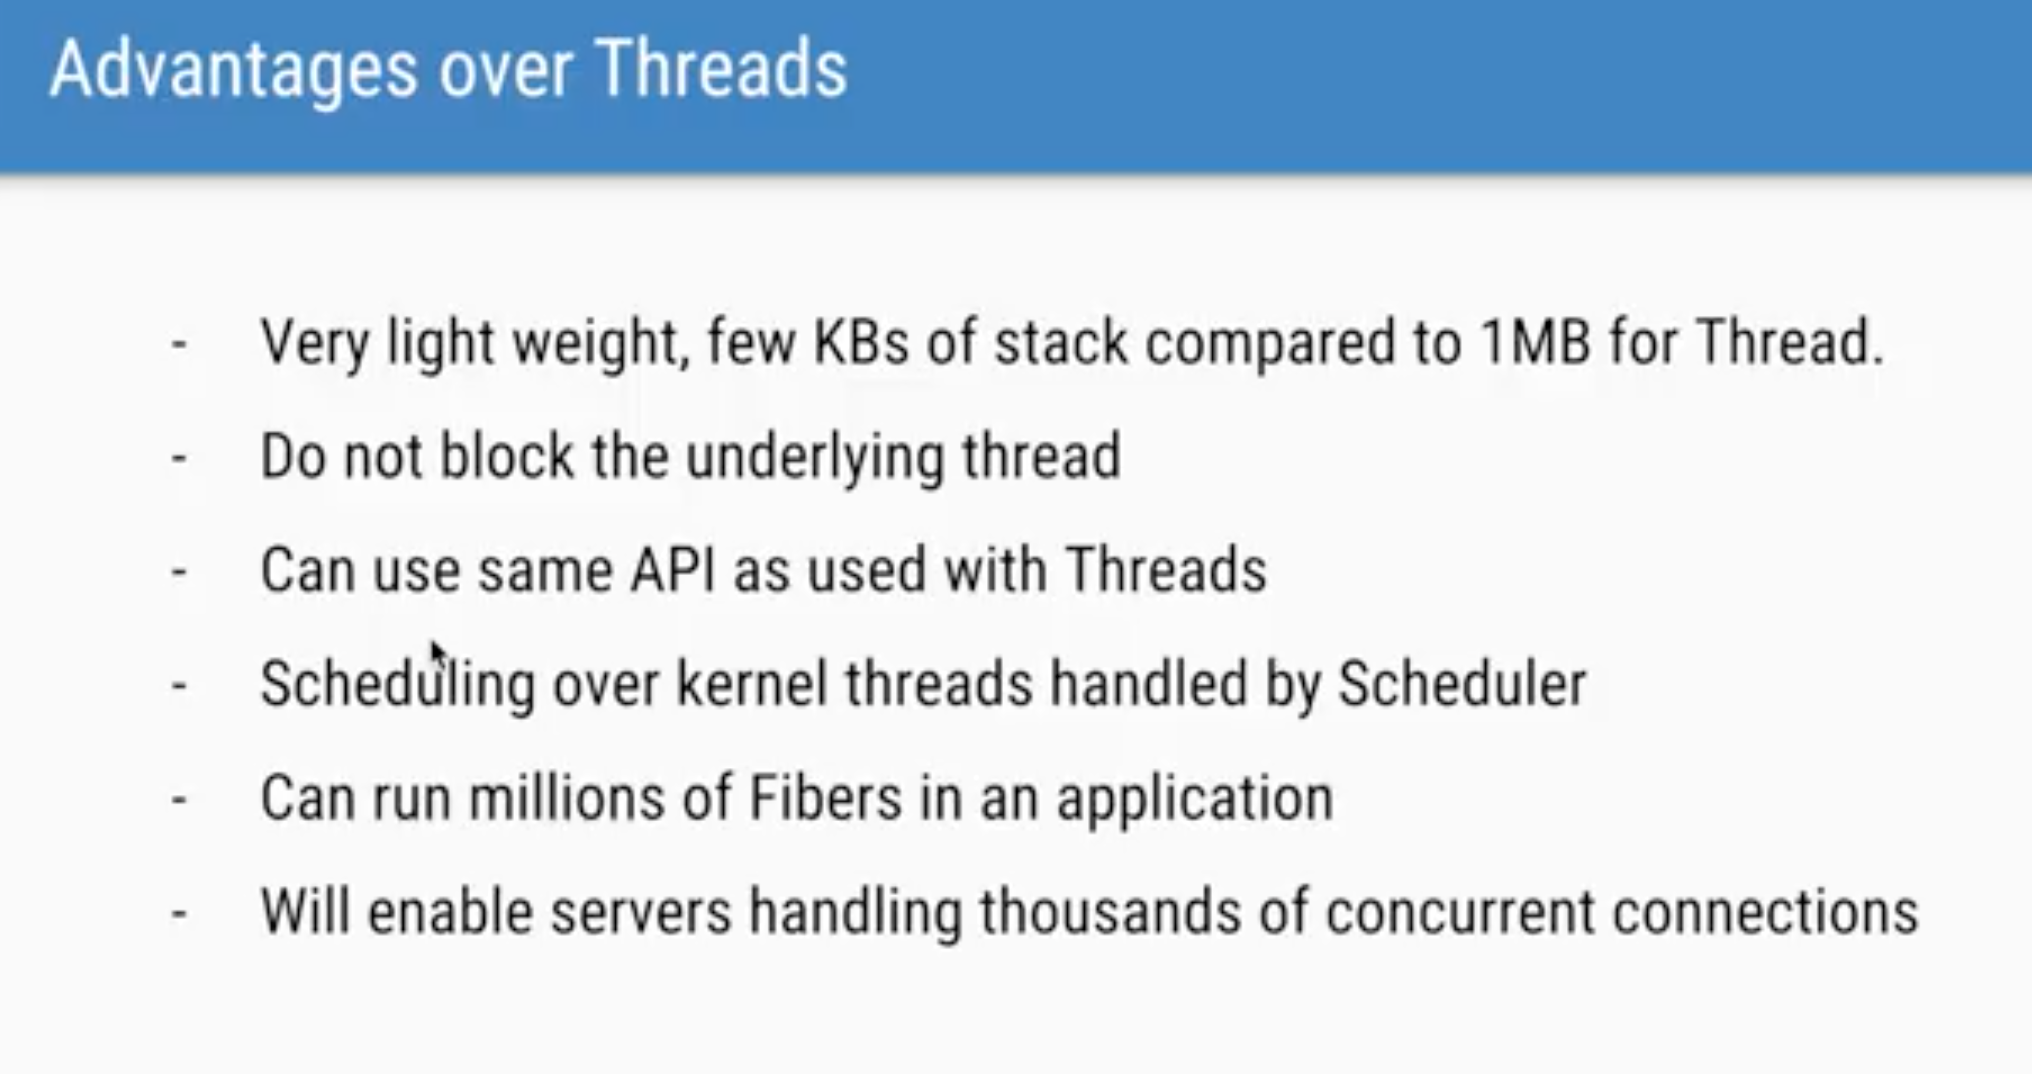 Advantages over Threads
- Very light weight, few KBs of stack compared to 1MB for Thread.
- Do not block the underlying thread
- Can use same API as used with Threads
- Scheduling over kernel threads handled by Scheduler
- Can run millions of Fibers in an application
- Will enable servers handling thousands of concurrent connections